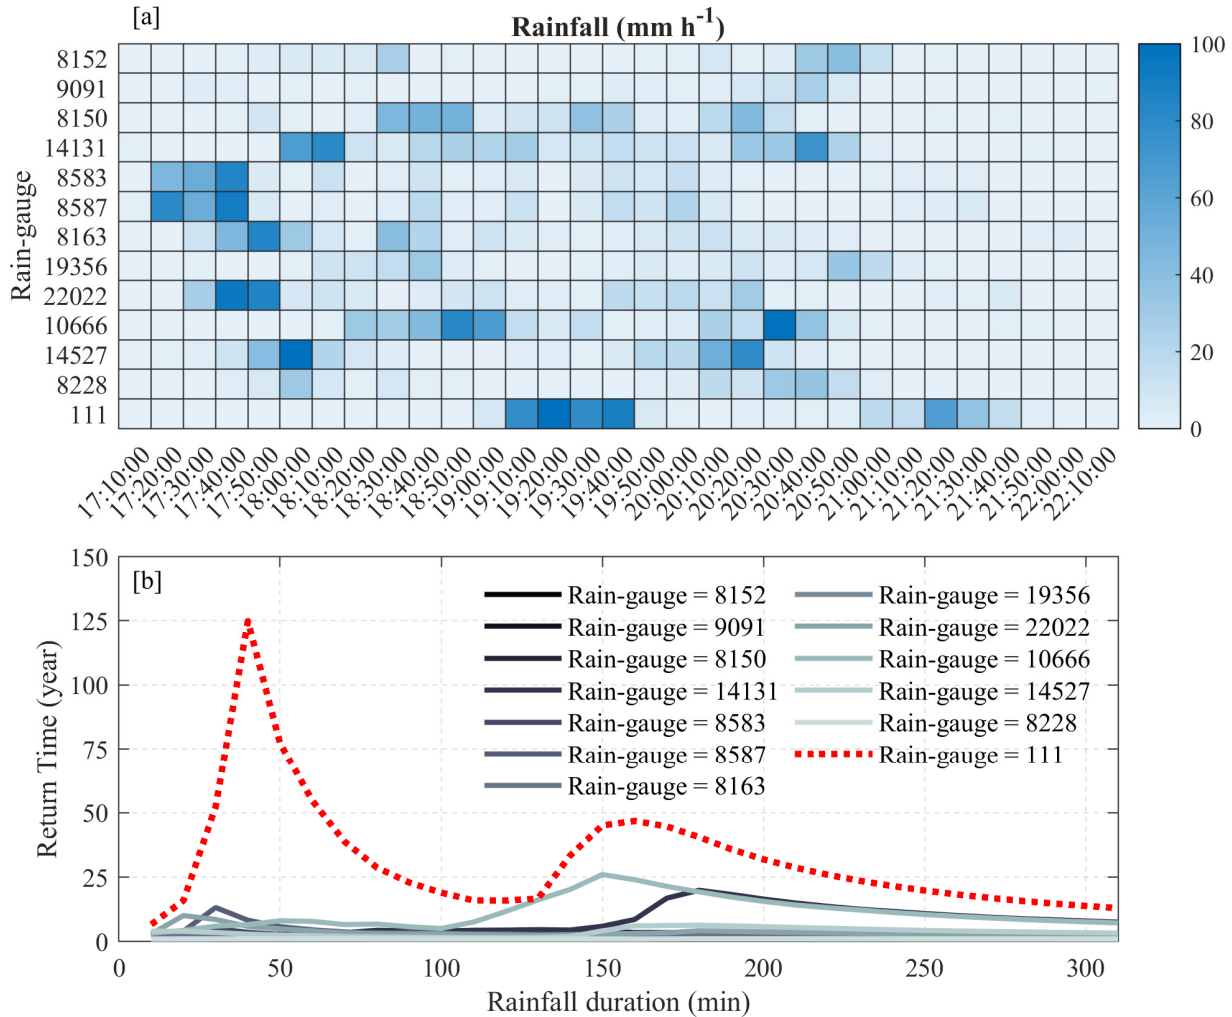 [a]
Rainfall (mm h-1)
Rain-gauge
8152
9091
8150
14131
8583
8587
8163
19356
22022
10666
14527
8228
111
100
80
60
40
20
0
17:10:00
17:20:00
17:30:00
17:40:00
17:50:00
18:00:00
18:10:00
18:20:00
18:30:00
18:40:00
18:50:00
19:00:00
19:10:00
19:20:00
19:30:00
19:40:00
19:50:00
20:00:00
20:10:00
20:20:00
20:30:00
20:40:00
20:50:00
21:00:00
21:10:00
21:20:00
21:30:00
21:40:00
21:50:00
22:00:00
22:10:00
[b]
Return Time (year)
150
125
100
75
50
25
0
Rain-gauge = 8152
Rain-gauge = 9091
Rain-gauge = 8150
Rain-gauge = 14131
Rain-gauge = 8583
Rain-gauge = 8587
Rain-gauge = 8163
Rain-gauge = 19356
Rain-gauge = 22022
Rain-gauge = 10666
Rain-gauge = 14527
Rain-gauge = 8228
Rain-gauge = 111
0 50 100 150 200 250 300
Rainfall duration (min)